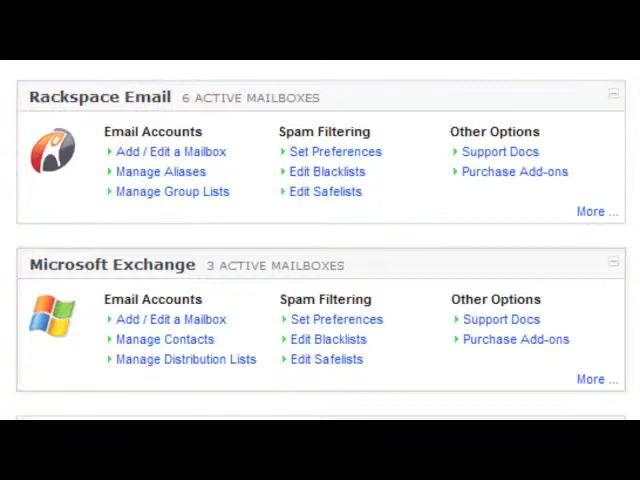 Rackspace Email 6 ACTIVE MAILBOXES
Email Accounts Spam Filtering Other Options
Add / Edit a Mailbox Set Preferences Support Docs
Manage Aliases Edit Blacklists Purchase Add-ons
Manage Group Lists Edit Safelists
More ...
Microsoft Exchange 3 ACTIVE MAILBOXES
Email Accounts Spam Filtering Other Options
Add / Edit a Mailbox Set Preferences Support Docs
Manage Contacts Edit Blacklists Purchase Add-ons
Manage Distribution Lists Edit Safelists
More ...